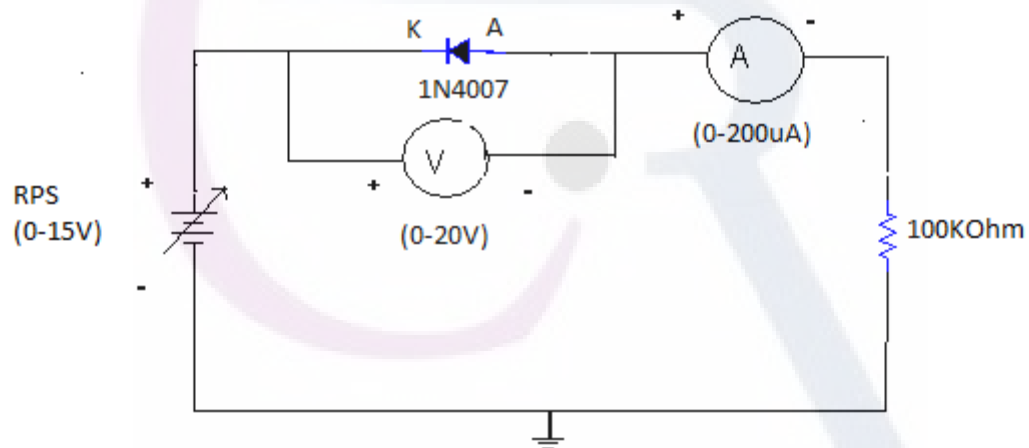 K A + -
1N4007
A
(0-200uA)
V
+ -
(0-20V)
RPS
(0-15V)
+
-
100KOhm